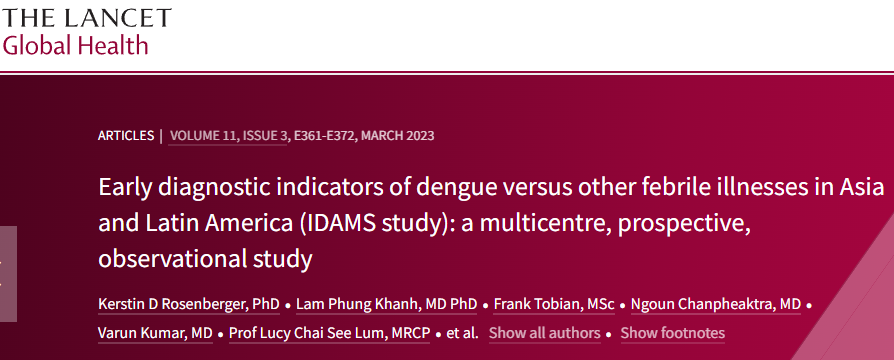 THE LANCET
Global Health
ARTICLES | VOLUME 11, ISSUE 3, E361-E372, MARCH 2023
Early diagnostic indicators of dengue versus other febrile illnesses in Asia
and Latin America (IDAMS study): a multicentre, prospective,
observational study
Kerstin D Rosenberger, PhD • Lam Phung Khanh, MD PhD • Frank Tobian, MSc • Ngoun Chanpheaktra, MD •
Varun Kumar, MD • Prof Lucy Chai See Lum, MRCP • et al. Show all authors • Show footnotes